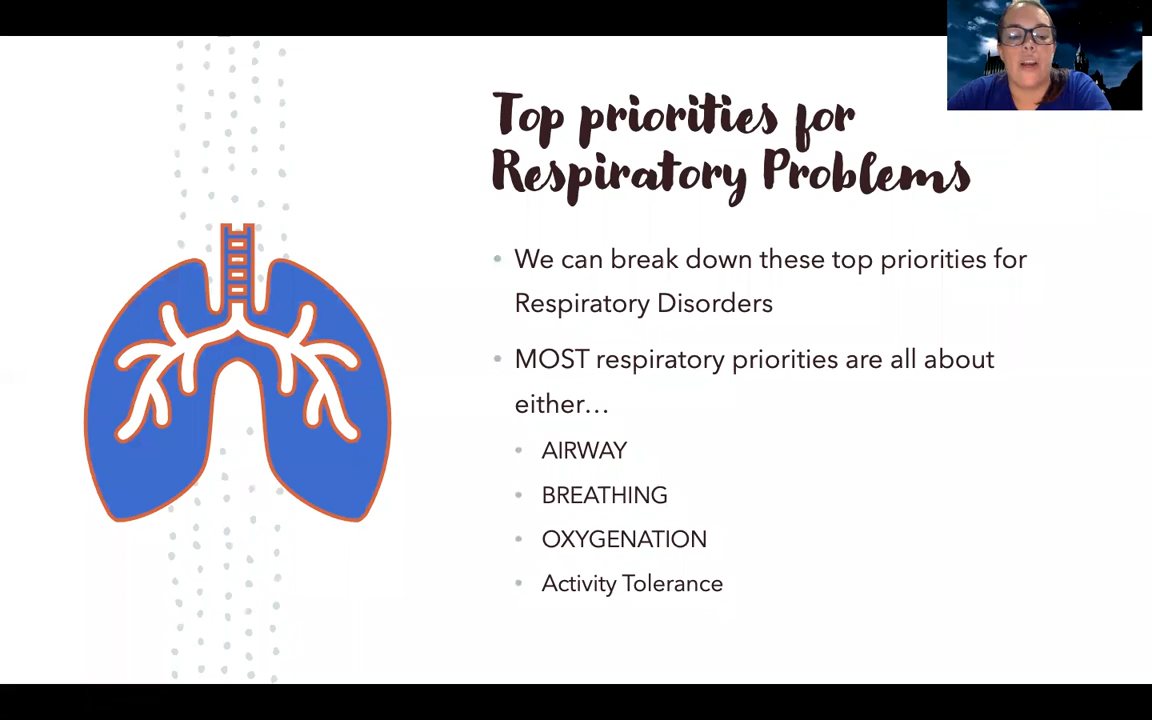 Top priorities for
Respiratory Problems
• We can break down these top priorities for
Respiratory Disorders
• MOST respiratory priorities are all about
either…
• AIRWAY
• BREATHING
• OXYGENATION
• Activity Tolerance